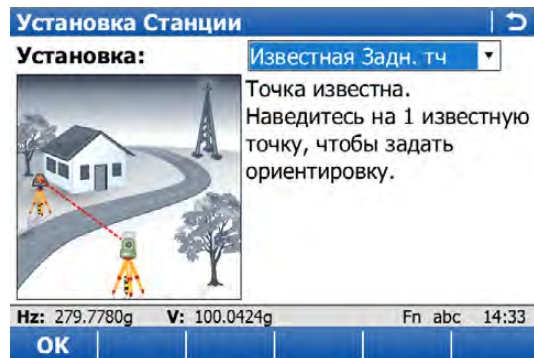 Установка Станции
Установка: Известная Задн. тч
Точка известна.
Наведитесь на 1 известную
точку, чтобы задать
ориентировку.
Hz: 279.7780g V: 100.0424g Fn abc 14:33
OK